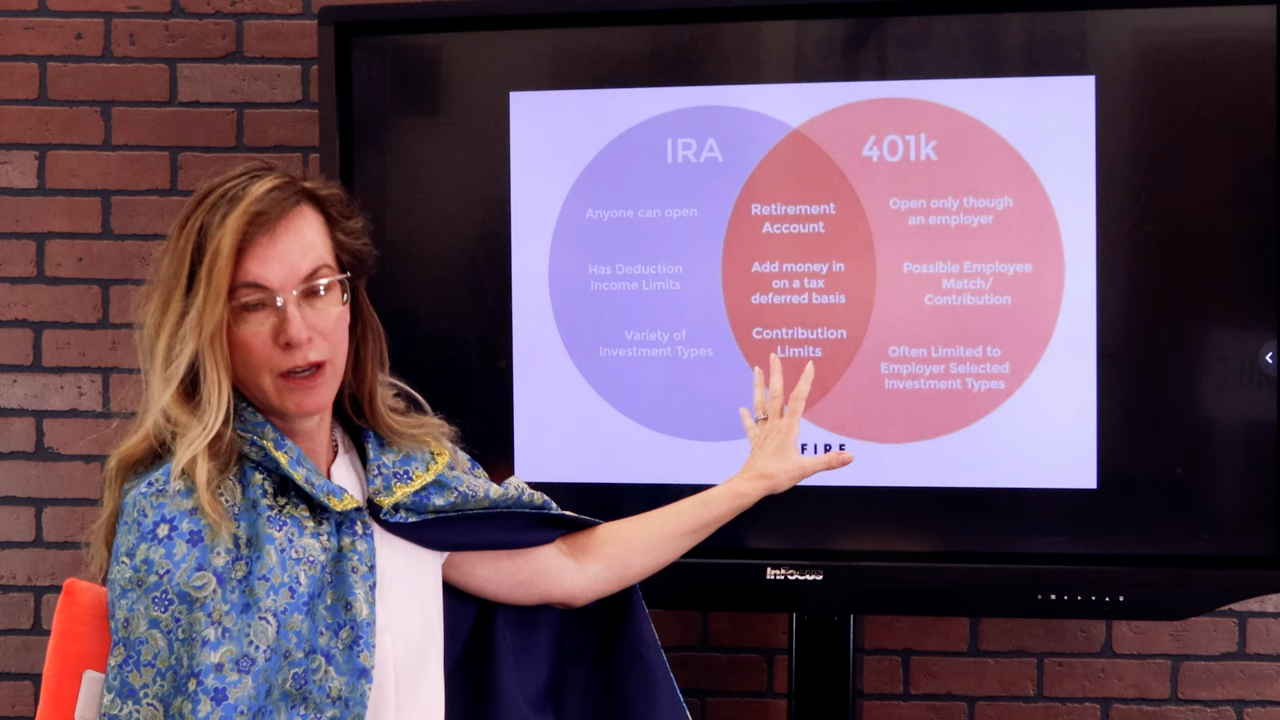 IRA
Anyone can open
Has Deduction
Income Limits
Variety of
Investment Types
Retirement
Account
Add money in
on a tax
deferred basis
Contribution
Limits
401k
Open only though
an employer
Possible Employee
Match/
Contribution
Often Limited to
Employer Selected
Investment Types
FIRE
InFocus